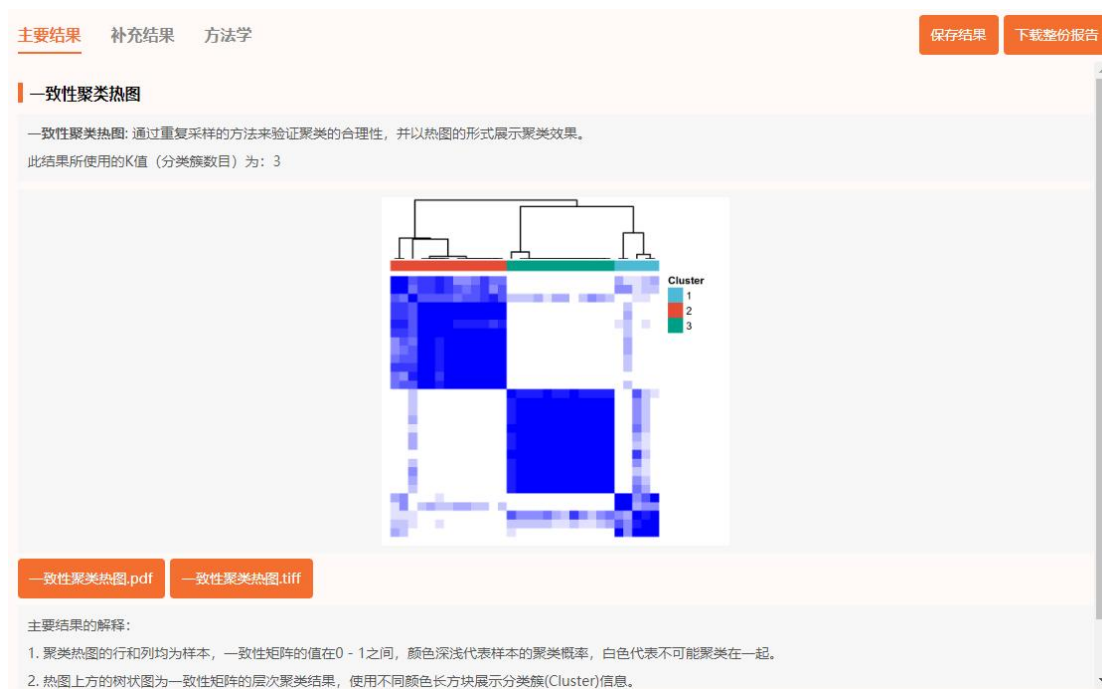 主要结果 补充结果 方法学 保存结果 下载整份报告
一致性聚类热图
一致性聚类热图: 通过重复采样的方法来验证聚类的合理性，并以热图的形式展示聚类效果。
此结果所使用的K值（分类簇数目）为：3
Cluster
1
2
3
一致性聚类热图.pdf 一致性聚类热图.tiff
主要结果的解释：
1. 聚类热图的行和列均为样本，一致性矩阵的值在0 - 1之间，颜色深浅代表样本的聚类概率，白色代表不可能聚类在一起。
2. 热图上方的树状图为一致性矩阵的层次聚类结果，使用不同颜色长方块展示分类簇(Cluster)信息。